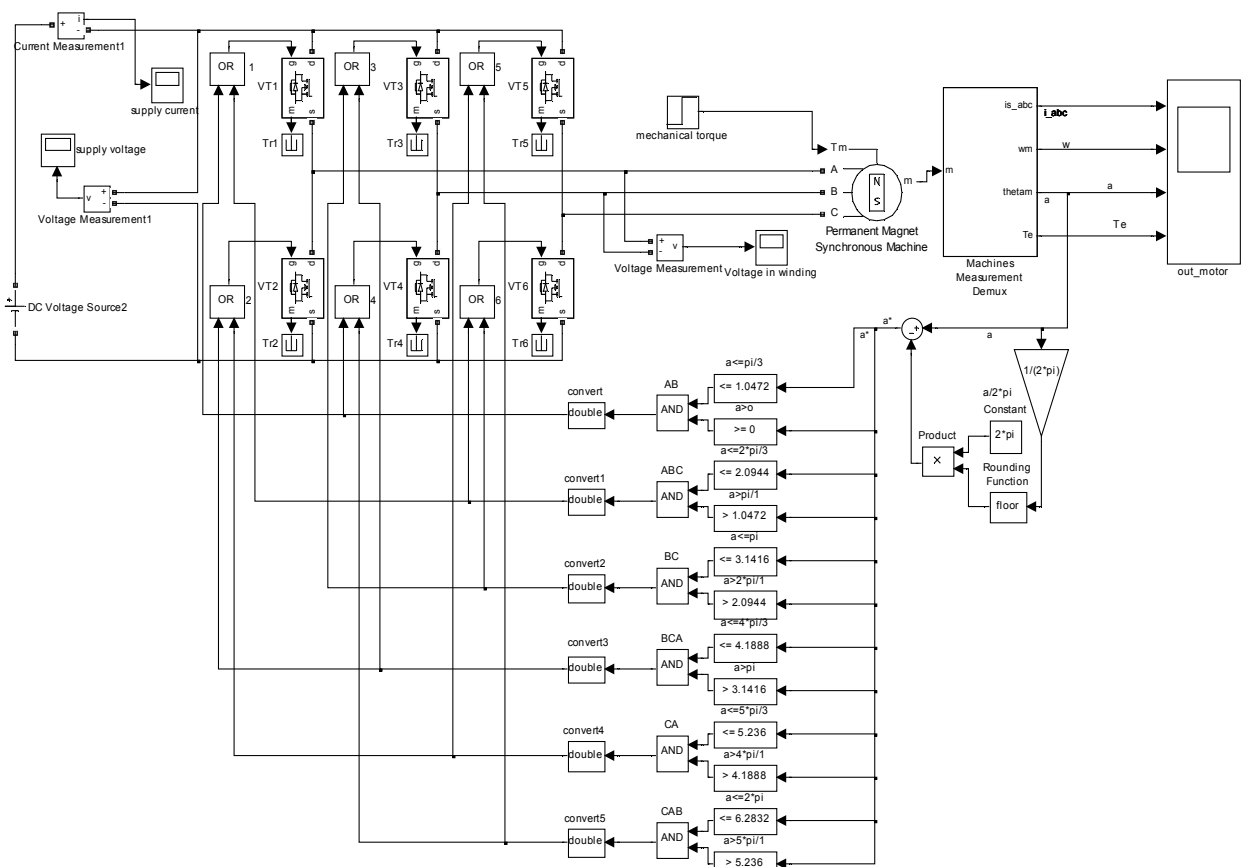 i
+
-
Current Measurement1
supply current
supply voltage
v
+
-
Voltage Measurement1
DC Voltage Source2
OR
1
VT1
g
d
m
s
Tr1
OR
3
VT3
g
d
m
s
Tr3
OR
5
VT5
g
d
m
s
Tr5
OR
2
VT2
g
d
m
s
Tr2
OR
4
VT4
g
d
m
s
Tr4
OR
6
VT6
g
d
m
s
Tr6
mechanical torque
Tm
A
B
C
N
S
m
Permanent Magnet
Synchronous Machine
+
-
v
Voltage Measurement
Voltage in winding
m
is_abc
wm
thetam
Te
Machines
Measurement
Demux
i_abc
w
a
a
Te
out_motor
a*
a*
-+
a
1/(2*pi)
a/2*pi
Constant
2*pi
Product
×
Rounding
Function
floor
a<=pi/3
<= 1.0472
AB
AND
convert
double
a>o
>= 0
a<=2*pi/3
<= 2.0944
ABC
AND
convert1
double
a>pi/1
> 1.0472
a<=pi
<= 3.1416
BC
AND
convert2
double
a>2*pi/1
> 2.0944
a<=4*pi/3
<= 4.1888
BCA
AND
convert3
double
a>pi
> 3.1416
a<=5*pi/3
<= 5.236
CA
AND
convert4
double
a>4*pi/1
> 4.1888
a<=2*pi
<= 6.2832
CAB
AND
convert5
double
a>5*pi/1
> 5.236